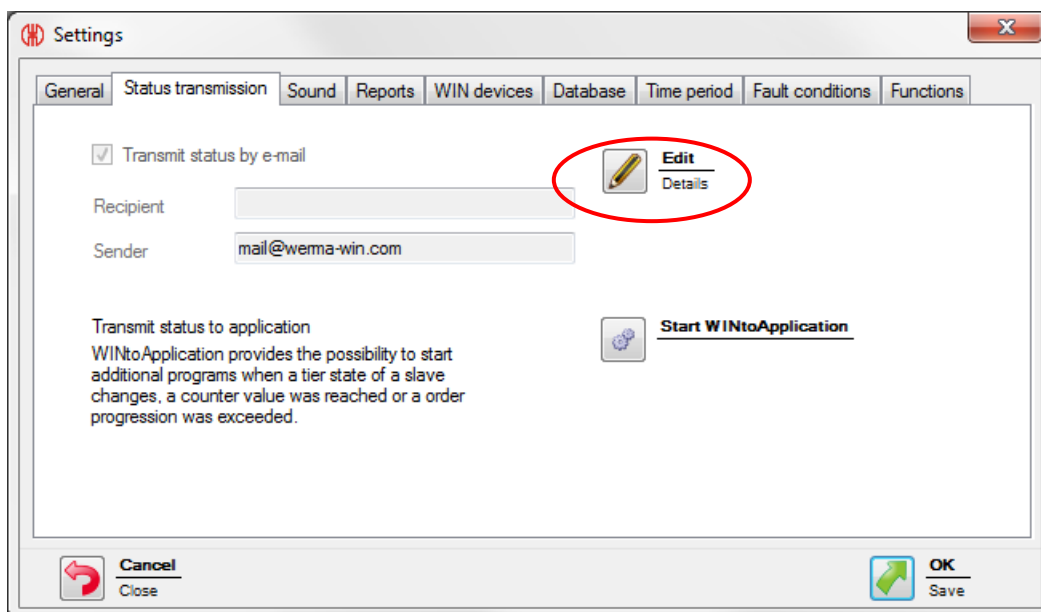 Settings
General Status transmission Sound Reports WIN devices Database Time period Fault conditions Functions
Transmit status by e-mail
Edit
Details
Recipient
Sender mail@werma-win.com
Transmit status to application
WINtoApplication provides the possibility to start
additional programs when a tier state of a slave
changes, a counter value was reached or a order
progression was exceeded.
Start WINtoApplication
Cancel
Close
OK
Save